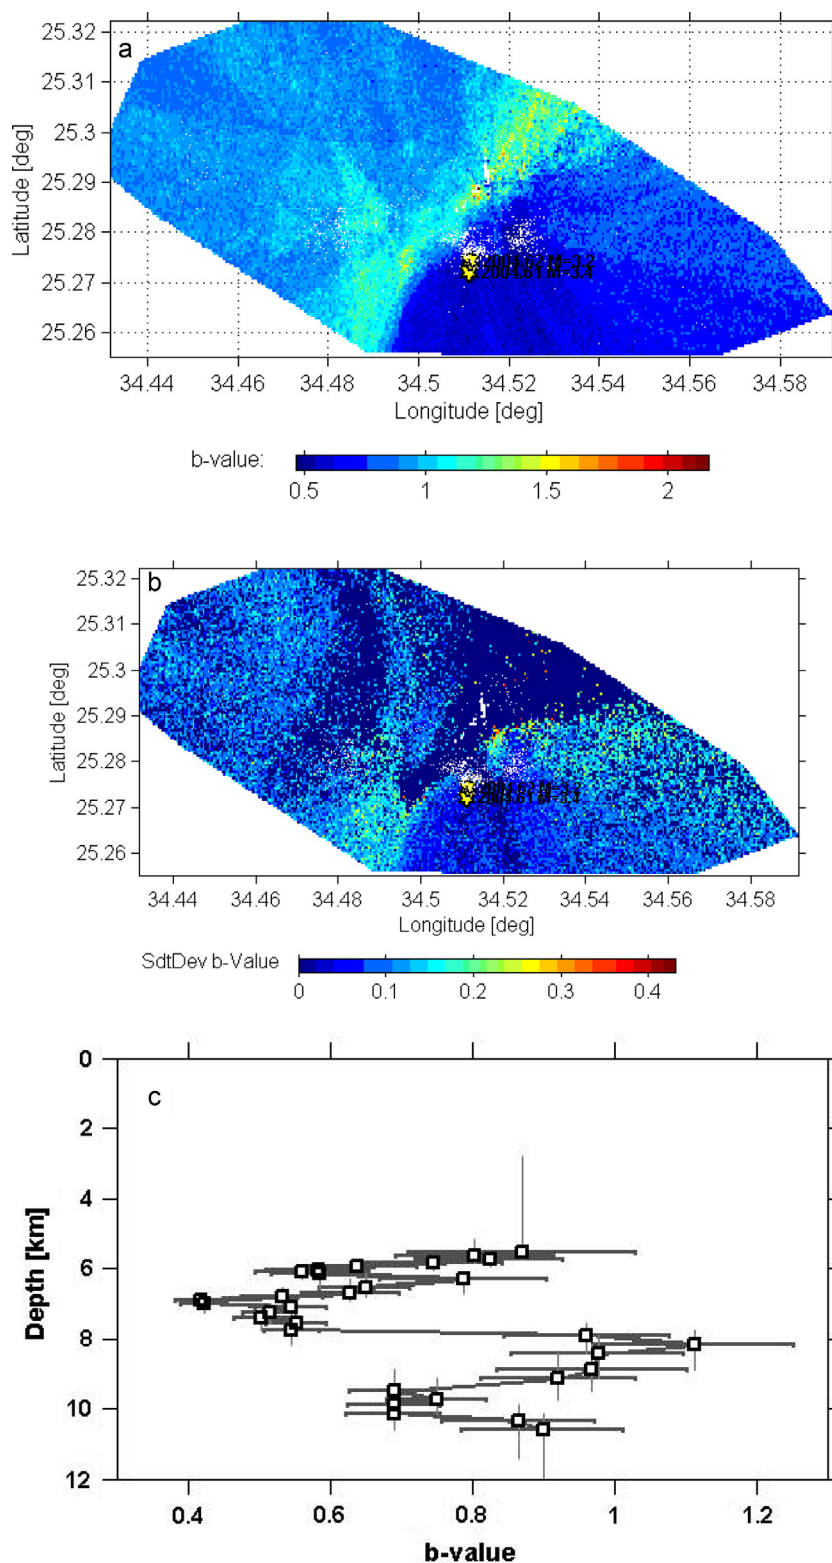 a
25.32
25.31
25.3
25.29
25.28
25.27
25.26
Latitude [deg]
34.44 34.46 34.48 34.5 34.52 34.54 34.56 34.58
Longitude [deg]
b-value:
0.5 1 1.5 2
b
25.32
25.31
25.3
25.29
25.28
25.27
25.26
Latitude [deg]
34.44 34.46 34.48 34.5 34.52 34.54 34.56 34.58
Longitude [deg]
SdtDev b-Value
0 0.1 0.2 0.3 0.4
c
0
2
4
6
8
10
12
Depth [km]
0.4 0.6 0.8 1 1.2
b-value